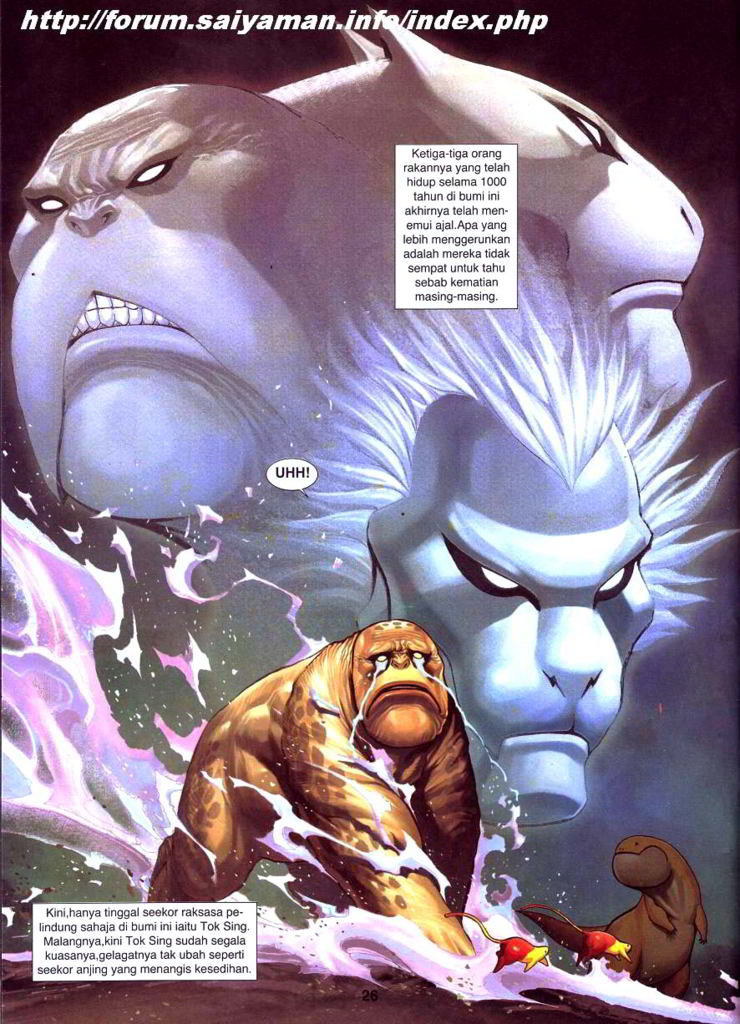 http://forum.saiyaman.info/index.php
Ketiga-tiga orang
rakannya yang telah
hidup selama 1000
tahun di bumi ini
akhirnya telah men-
emui ajal.Apa yang
lebih menggerunkan
adalah mereka tidak
sempat untuk tahu
sebab kematian
masing-masing.
UHH!
Kini,hanya tinggal seekor raksasa pe-
lindung sahaja di bumi ini iaitu Tok Sing.
Malangnya,kini Tok Sing sudah segala
kuasanya,gelagatnya tak ubah seperti
seekor anjing yang menangis kesedihan.
26